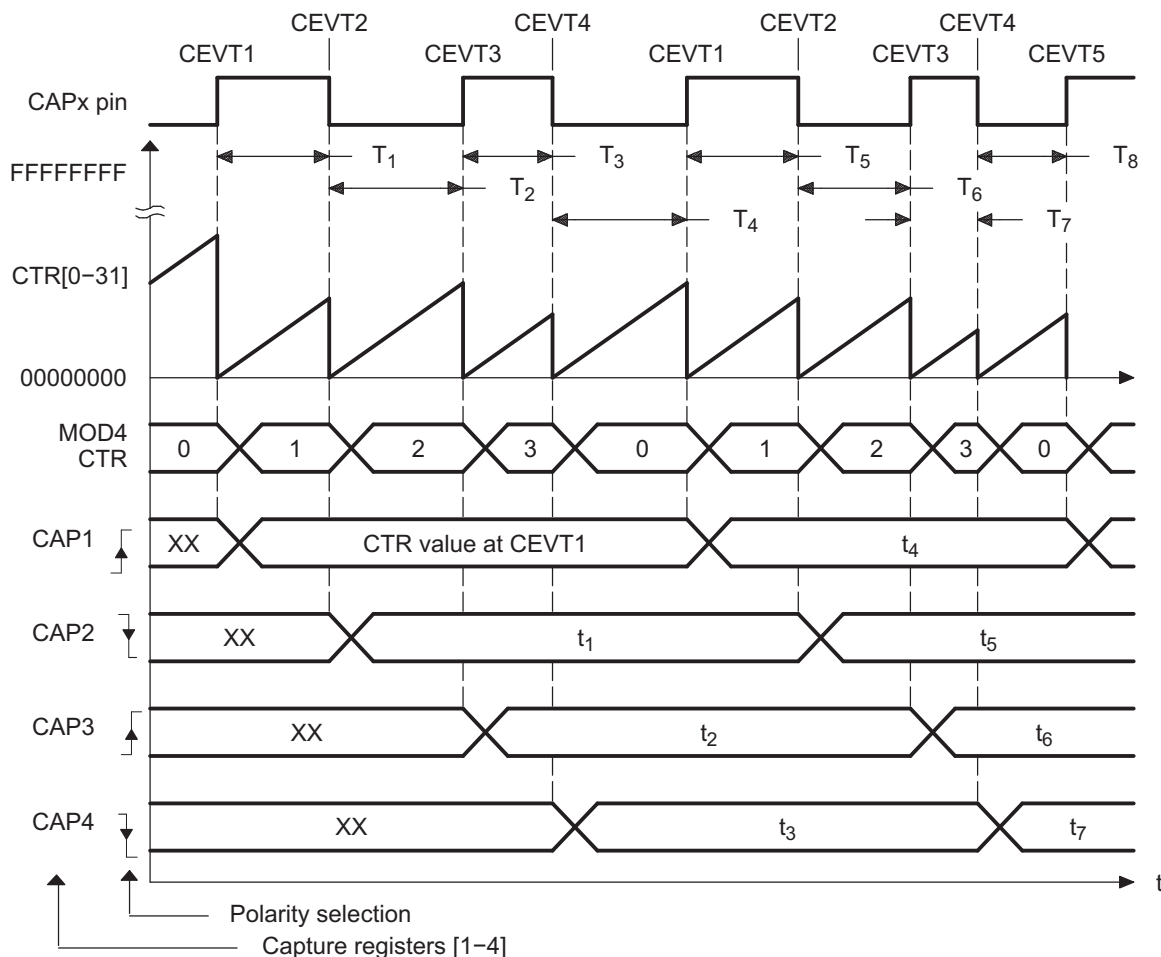 CEVT2 CEVT4 CEVT2 CEVT4
CEVT1 CEVT3 CEVT1 CEVT3 CEVT5
CAPx pin
T1 T3 T5 T8
FFFFFFFF
T2 T6
T4 T7
CTR[0−31]
00000000
MOD4
CTR
0 1 2 3 0 1 2 3 0
CAP1 XX CTR value at CEVT1 t4
CAP2 XX t1 t5
CAP3 XX t2 t6
CAP4 XX t3 t7
t
Polarity selection
Capture registers [1−4]